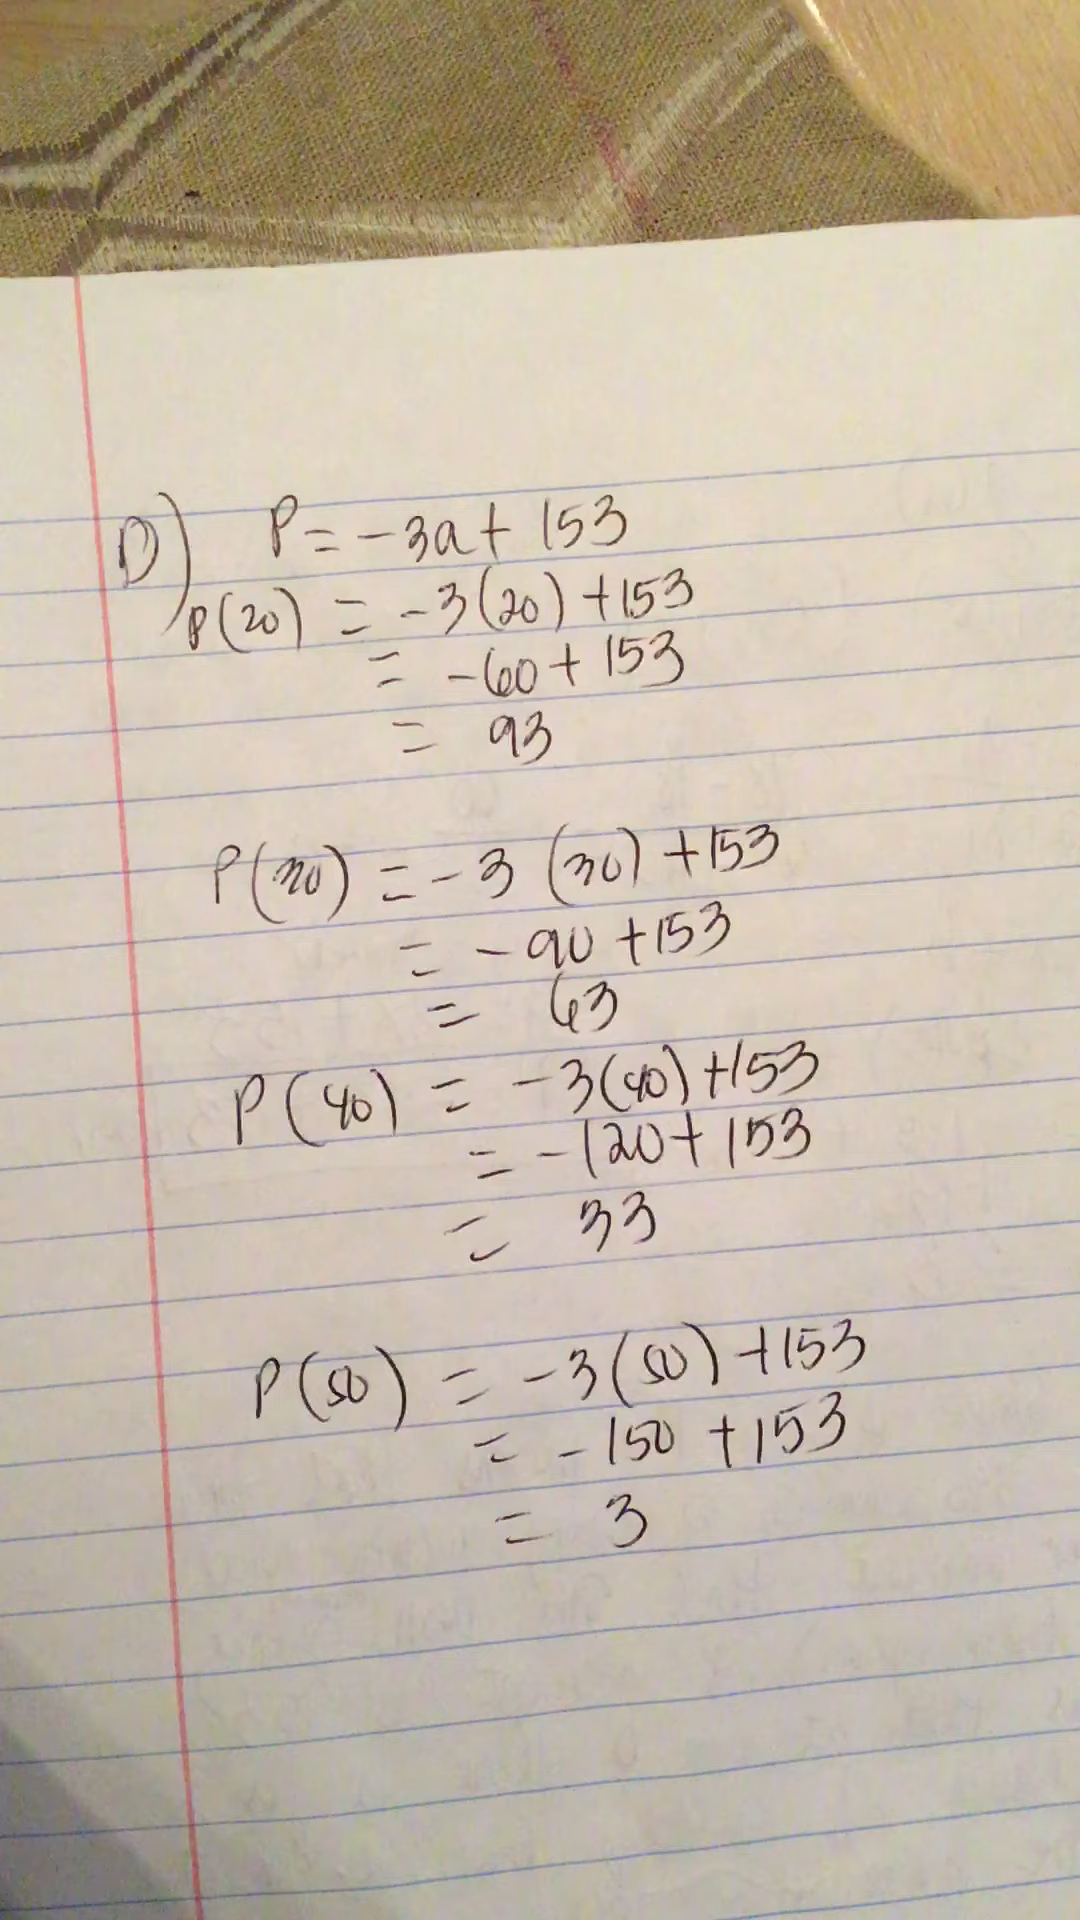 D) P = -3a + 153
P(20) = -3(20) + 153
= -60 + 153
= 93
P(30) = -3 (30) + 153
= -90 + 153
= 63
P(40) = -3(40) + 153
= -120 + 153
= 33
P(50) = -3(50) + 153
= -150 + 153
= 3